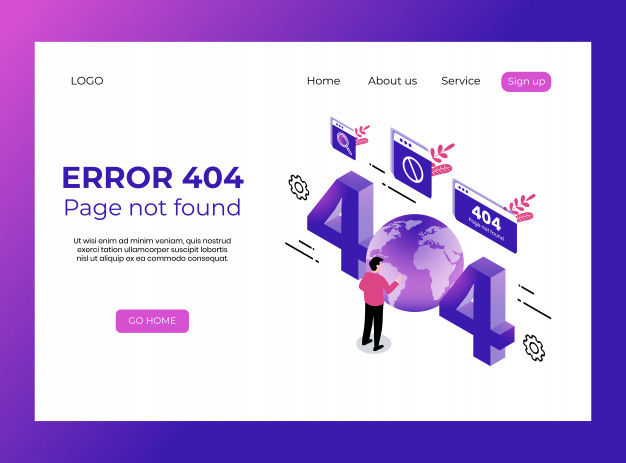 LOGO
Home
About us
Service
Sign up
ERROR 404
Page not found
Ut wisi enim ad minim veniam, quis nostrud
exerci tation ullamcorper suscipit lobortis
nisl ut aliquip ex ea commodo consequat.
GO HOME
404
404
Page not found